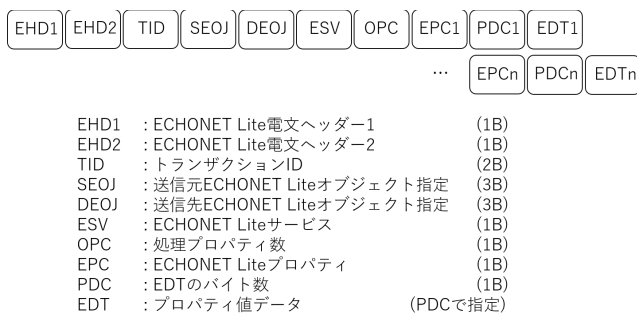 EHD1 EHD2 TID SEOJ DEOJ ESV OPC EPC1 PDC1 EDT1
… EPCn PDCn EDTn
EHD1 : ECHONET Lite電文ヘッダー1 (1B)
EHD2 : ECHONET Lite電文ヘッダー2 (1B)
TID : トランザクションID (2B)
SEOJ : 送信元ECHONET Liteオブジェクト指定 (3B)
DEOJ : 送信先ECHONET Liteオブジェクト指定 (3B)
ESV : ECHONET Liteサービス (1B)
OPC : 処理プロパティ数 (1B)
EPC : ECHONET Liteプロパティ (1B)
PDC : EDTのバイト数 (1B)
EDT : プロパティ値データ (PDCで指定)